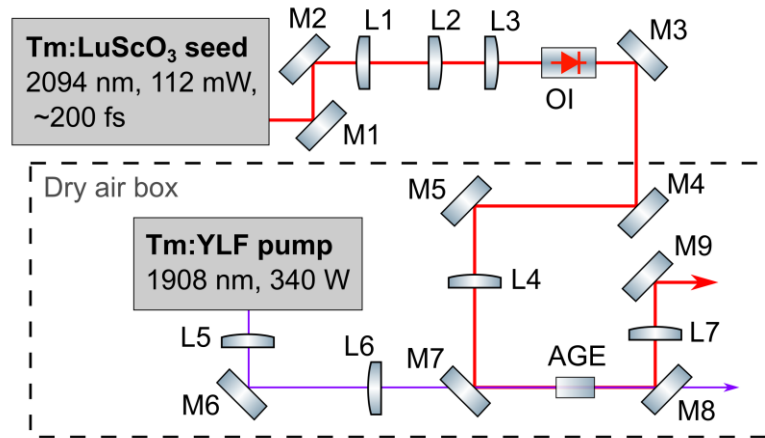 M2
L1
L2
L3
M3
Tm:LuScO₃ seed
2094 nm, 112 mW,
~200 fs
OI
M1
Dry air box
M5
M4
Tm:YLF pump
1908 nm, 340 W
M9
L4
L5
L6
M7
AGE
L7
M6
M8